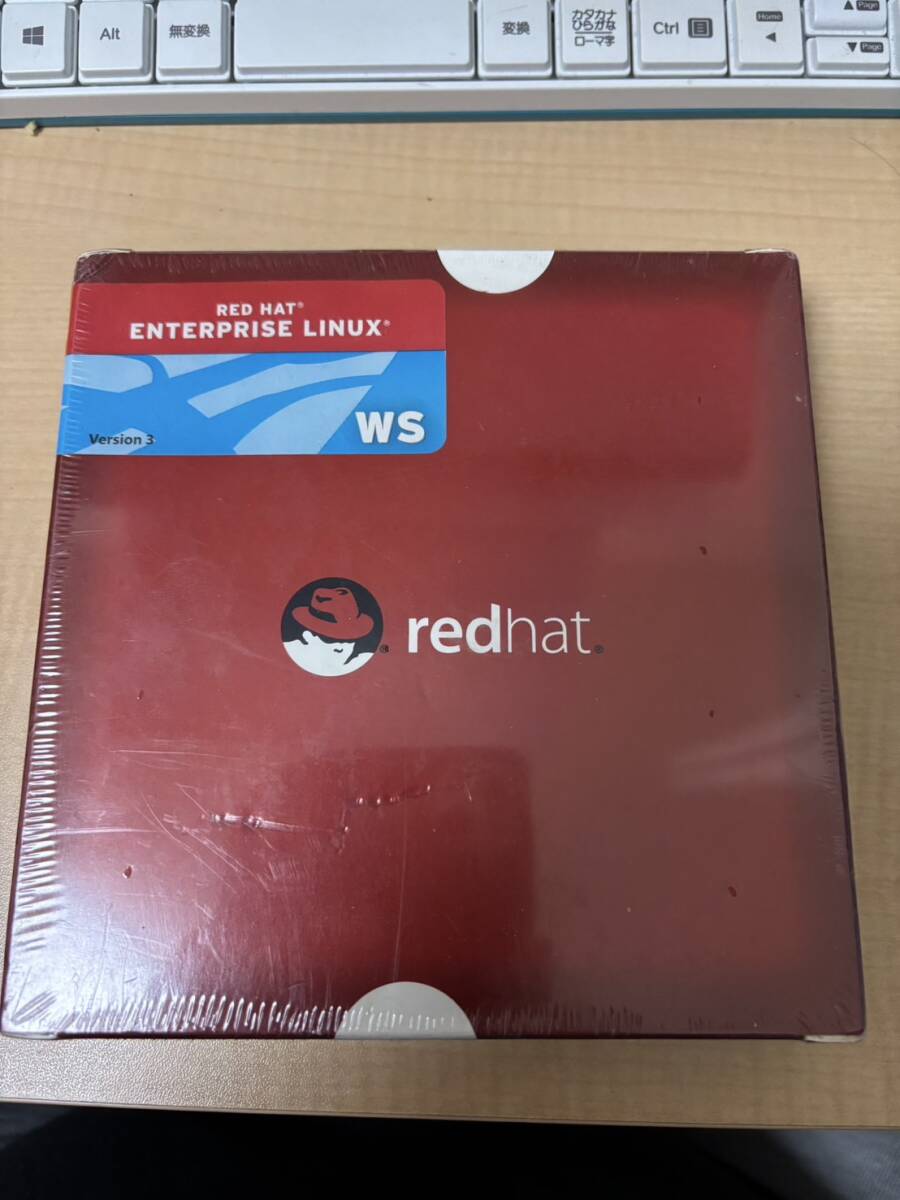 Alt
無変換
変換
カタカナ
ひらがな
ローマ字
Ctrl
Home
Page
Page
RED HAT®
ENTERPRISE LINUX®
Version 3
WS
redhat®